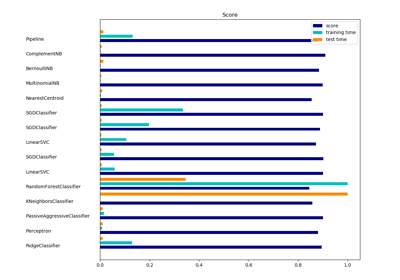 Score
score
training time
test time
Pipeline
ComplementNB
BernoulliNB
MultinomialNB
NearestCentroid
SGDClassifier
SGDClassifier
LinearSVC
SGDClassifier
LinearSVC
RandomForestClassifier
KNeighborsClassifier
PassiveAggressiveClassifier
Perceptron
RidgeClassifier
0.0 0.2 0.4 0.6 0.8 1.0